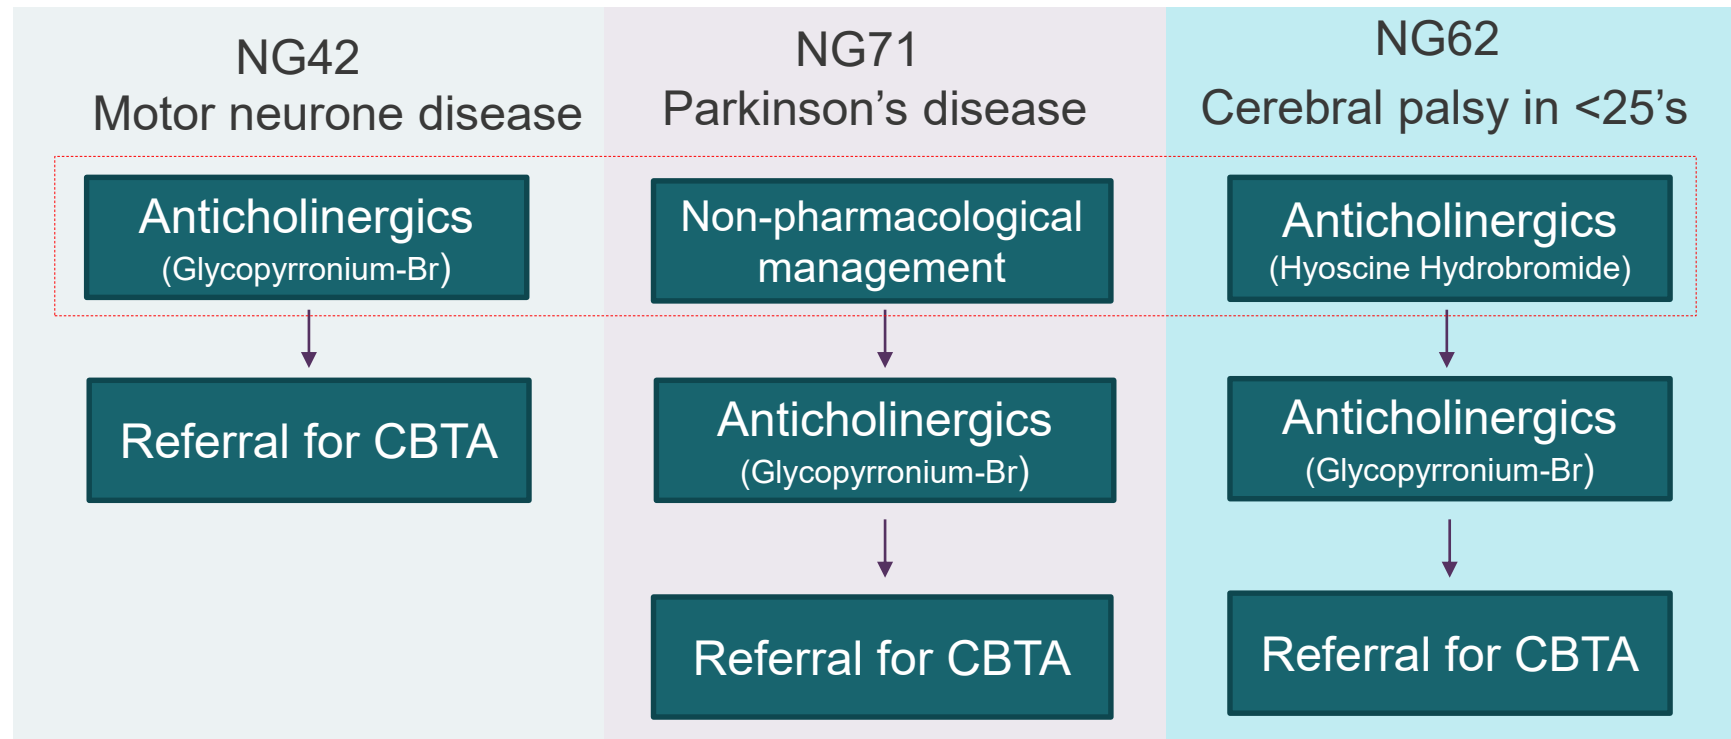 NG42
Motor neurone disease
Anticholinergics
(Glycopyrronium-Br)
Referral for CBTA
NG71
Parkinson’s disease
Non-pharmacological
management
Anticholinergics
(Glycopyrronium-Br)
Referral for CBTA
NG62
Cerebral palsy in <25’s
Anticholinergics
(Hyoscine Hydrobromide)
Anticholinergics
(Glycopyrronium-Br)
Referral for CBTA